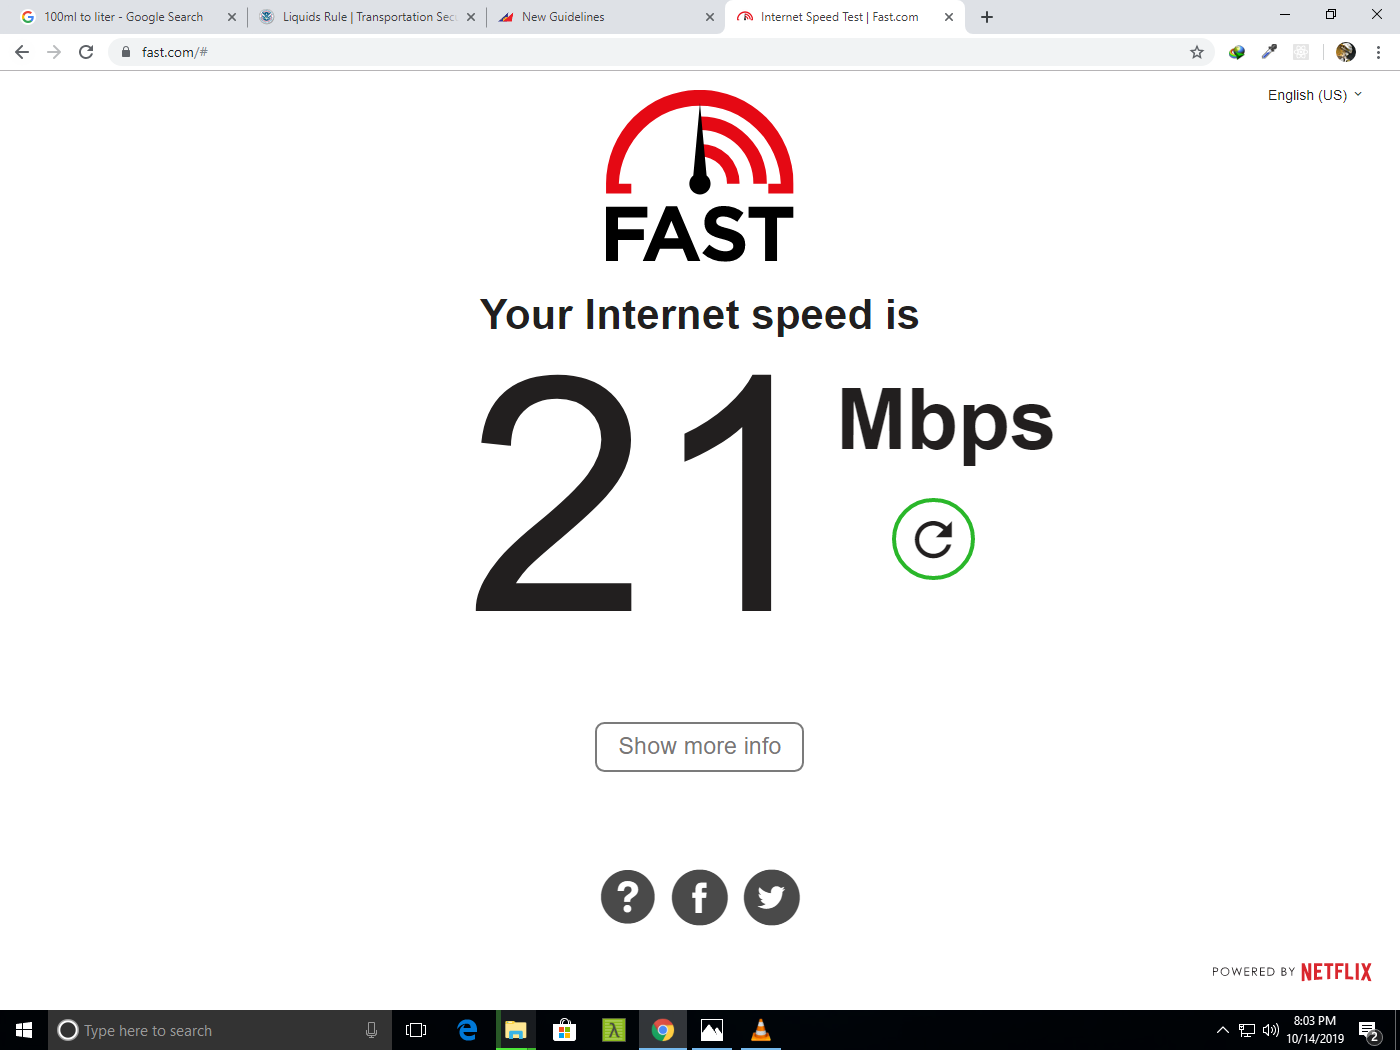 100ml to liter - Google Search
Liquids Rule | Transportation Sec
New Guidelines
Internet Speed Test | Fast.com
fast.com/#
English (US)
FAST
Your Internet speed is
21 Mbps
Show more info
?
f
POWERED BY NETFLIX
Type here to search
8:03 PM
10/14/2019
2